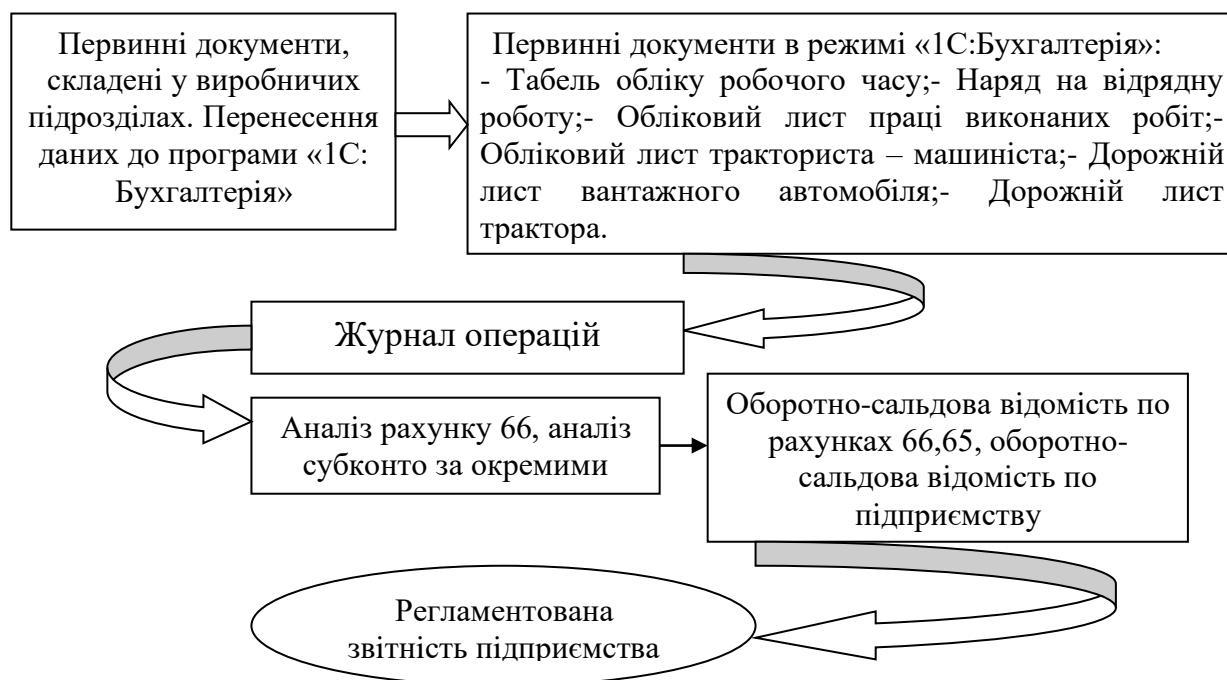 Первинні документи,
складені у виробничих
підрозділах. Перенесення
даних до програми «1С:
Бухгалтерія»
Первинні документи в режимі «1С:Бухгалтерія»:
- Табель обліку робочого часу;- Наряд на відрядну
роботу;- Обліковий лист праці виконаних робіт;-
Обліковий лист тракториста – машиніста;- Дорожній
лист вантажного автомобіля;- Дорожній лист
трактора.
Журнал операцій
Аналіз рахунку 66, аналіз
субконто за окремими
Оборотно-сальдова відомість по
рахунках 66,65, оборотно-
сальдова відомість по
підприємству
Регламентована
звітність підприємства